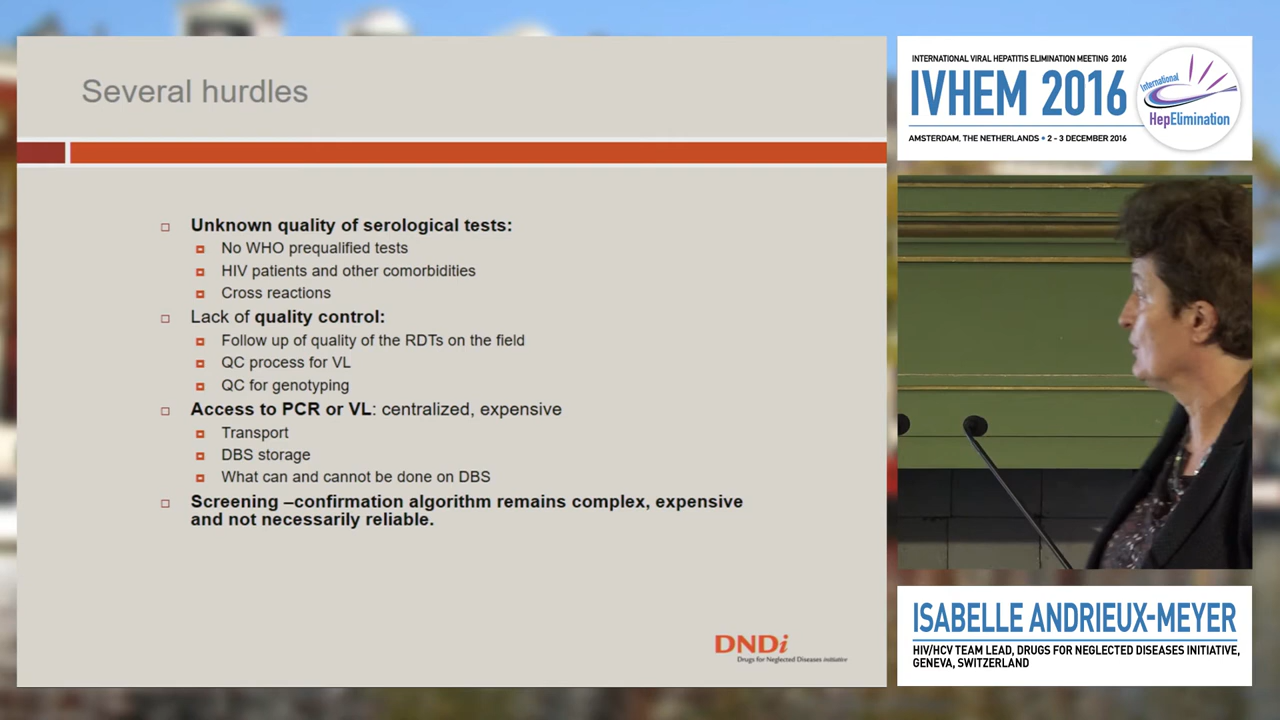 Several hurdles
Unknown quality of serological tests:
No WHO prequalified tests
HIV patients and other comorbidities
Cross reactions
Lack of quality control:
Follow up of quality of the RDTs on the field
QC process for VL
QC for genotyping
Access to PCR or VL: centralized, expensive
Transport
DBS storage
What can and cannot be done on DBS
Screening –confirmation algorithm remains complex, expensive
and not necessarily reliable.
DNDi
Drugs for Neglected Diseases initiative
INTERNATIONAL VIRAL HEPATITIS ELIMINATION MEETING 2016
IVHEM 2016
AMSTERDAM, THE NETHERLANDS • 2 - 3 DECEMBER 2016
International
HepElimination
ISABELLE ANDRIEUX-MEYER
HIV/HCV TEAM LEAD, DRUGS FOR NEGLECTED DISEASES INITIATIVE,
GENEVA, SWITZERLAND